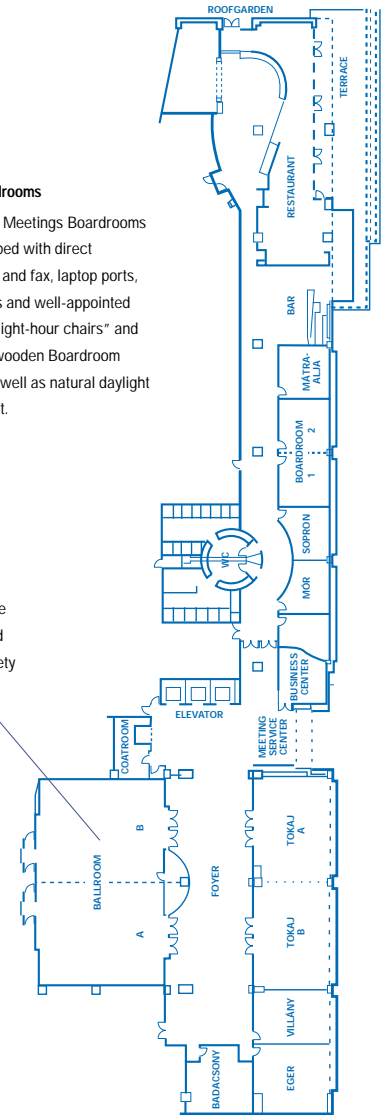 ROOFGARDEN
TERRACE
RESTAURANT
drooms
Meetings Boardrooms
ped with direct
and fax, laptop ports,
s and well-appointed
ight-hour chairs" and
wooden Boardroom
well as natural daylight
t.
BAR
MÁTRA-
ALJA
BOARDROOM
1 2
SOPRON
WC
MÓR
e
d
ety
BUSINESS
CENTER
ELEVATOR
MEETING
SERVICE
CENTER
COATROOM
BALLROOM
A B
FOYER
TOKAJ
A
TOKAJ
B
VILLÁNY
BADACSONY
EGER